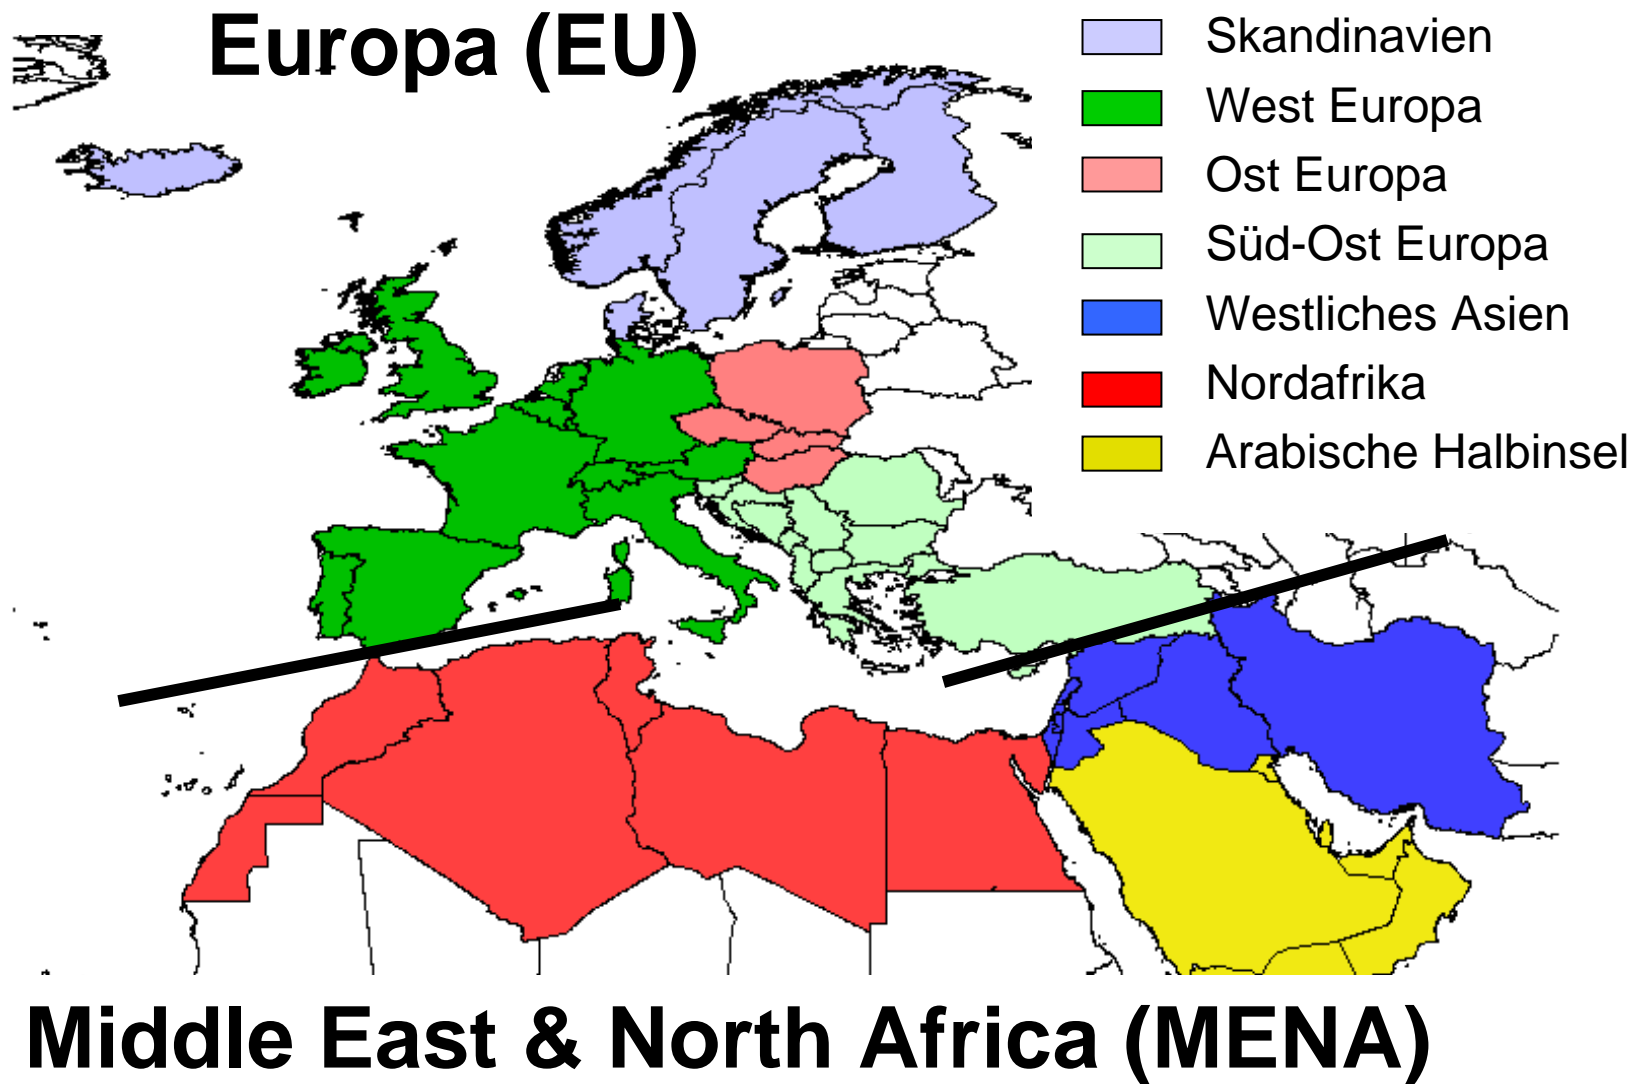 Europa (EU)
Skandinavien
West Europa
Ost Europa
Süd-Ost Europa
Westliches Asien
Nordafrika
Arabische Halbinsel
Middle East & North Africa (MENA)